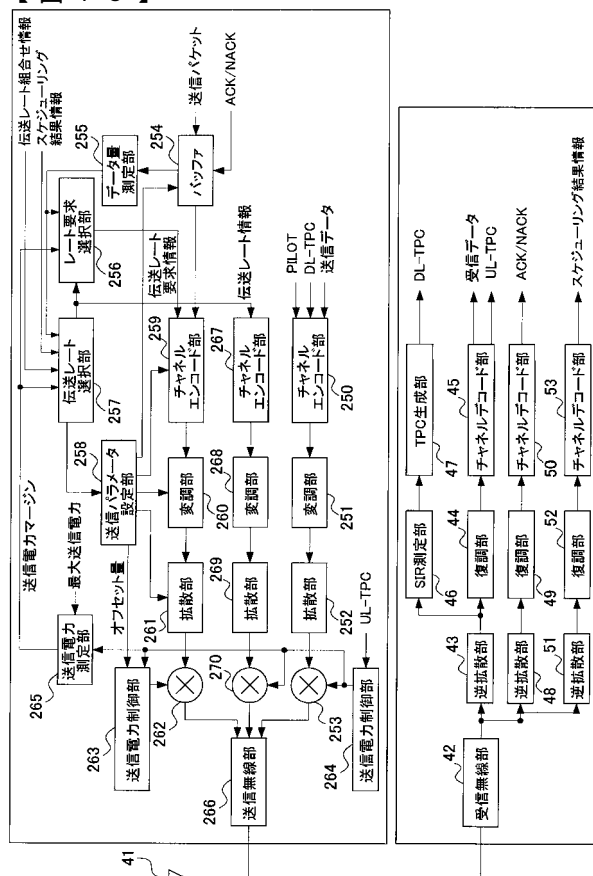 伝送レート組合せ情報
スケジューリング
結果情報
送信電力マージン
最大送信電力
オフセット量
送信電力
測定部
265
伝送レート
選択部
257
レート要求
選択部
256
データ量
測定部
255
バッファ
254
送信パケット
ACK/NACK
送信パラメータ
設定部
258
伝送レート
要求情報
259
チャネル
エンコード部
変調部
260
拡散部
261
262
送信電力制御部
263
伝送レート情報
267
チャネル
エンコード部
変調部
268
拡散部
269
270
PILOT
DL-TPC
送信データ
チャネル
エンコード部
250
変調部
251
拡散部
252
253
UL-TPC
送信電力制御部
264
送信無線部
266
41
受信無線部
42
逆拡散部
43
復調部
44
チャネルデコード部
45
受信データ
UL-TPC
SIR測定部
46
TPC生成部
47
DL-TPC
逆拡散部
48
復調部
49
チャネルデコード部
50
ACK/NACK
逆拡散部
51
復調部
52
チャネルデコード部
53
スケジューリング結果情報